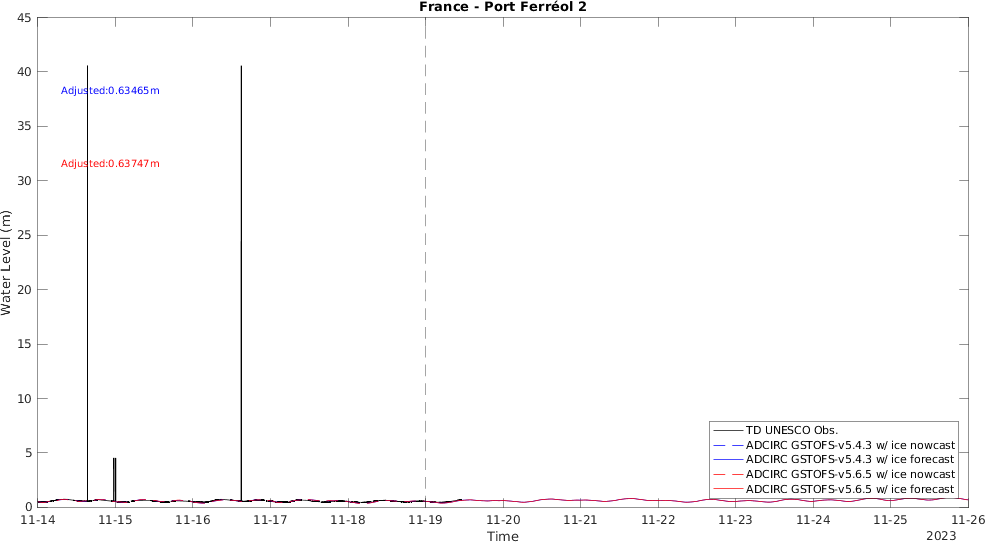 France - Port Ferréol 2
45
40
35
30
25
20
15
10
5
0
Water Level (m)
Adjusted:0.63465m
Adjusted:0.63747m
TD UNESCO Obs.
ADCIRC GSTOFS-v5.4.3 w/ ice nowcast
ADCIRC GSTOFS-v5.4.3 w/ ice forecast
ADCIRC GSTOFS-v5.6.5 w/ ice nowcast
ADCIRC GSTOFS-v5.6.5 w/ ice forecast
11-14 11-15 11-16 11-17 11-18 11-19 11-20 11-21 11-22 11-23 11-24 11-25 11-26
Time
2023